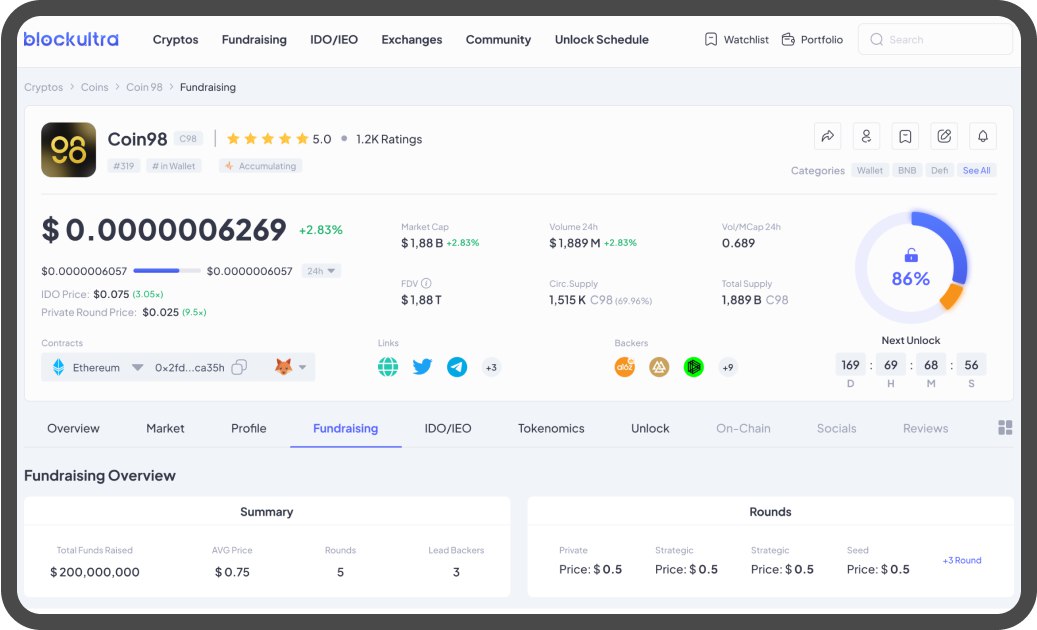 blockultra Cryptos Fundraising IDO/IEO Exchanges Community Unlock Schedule Watchlist Portfolio Search
Cryptos > Coins > Coin 98 > Fundraising
98 Coin98 C98 5.0 1.2K Ratings
#319 # in Wallet Accumulating
Categories Wallet BNB Defi See All
$ 0.0000006269 +2.83%
$0.0000006057 $0.0000006057 24h
IDO Price: $0.075 (3.05x)
Private Round Price: $0.025 (9.5x)
Market Cap Volume 24h Vol/MCap 24h
$ 1,88 B +2.83% $ 1,889 M +2.83% 0.689
FDV Circ.Supply Total Supply
$ 1,88 T 1,515 K C98 (69.96%) 1,889 B C98
86%
Contracts Links Backers
Ethereum 0x2fd...ca35h +3 +9
Next Unlock
169 : 69 : 68 : 56
D H M S
Overview Market Profile Fundraising IDO/IEO Tokenomics Unlock On-Chain Socials Reviews
Fundraising Overview
Summary
Total Funds Raised AVG Price Rounds Lead Backers
$ 200,000,000 $ 0.75 5 3
Rounds
Private Strategic Strategic Seed
Price: $ 0.5 Price: $ 0.5 Price: $ 0.5 Price: $ 0.5
+3 Round